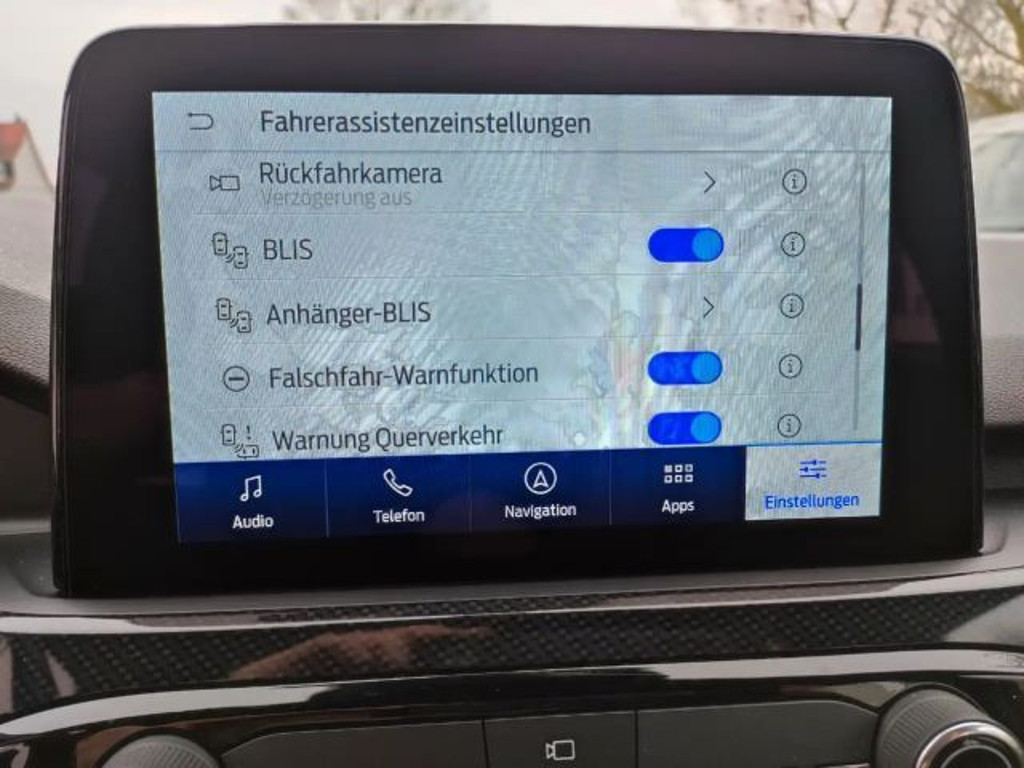 Fahrerassistenzeinstellungen
Rückfahrkamera
Verzögerung aus
BLIS
Anhänger-BLIS
Falschfahr-Warnfunktion
Warnung Querverkehr
Audio
Telefon
Navigation
Apps
Einstellungen